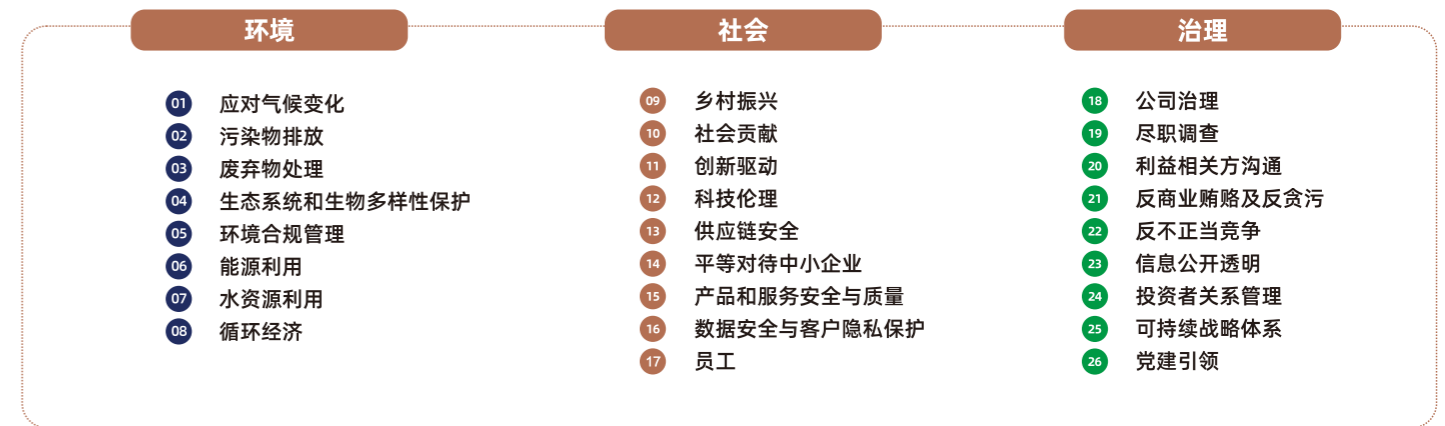 环境
01 应对气候变化
02 污染物排放
03 废弃物处理
04 生态系统和生物多样性保护
05 环境合规管理
06 能源利用
07 水资源利用
08 循环经济
社会
09 乡村振兴
10 社会贡献
11 创新驱动
12 科技伦理
13 供应链安全
14 平等对待中小企业
15 产品和服务安全与质量
16 数据安全与客户隐私保护
17 员工
治理
18 公司治理
19 尽职调查
20 利益相关方沟通
21 反商业贿赂及反贪污
22 反不正当竞争
23 信息公开透明
24 投资者关系管理
25 可持续战略体系
26 党建引领